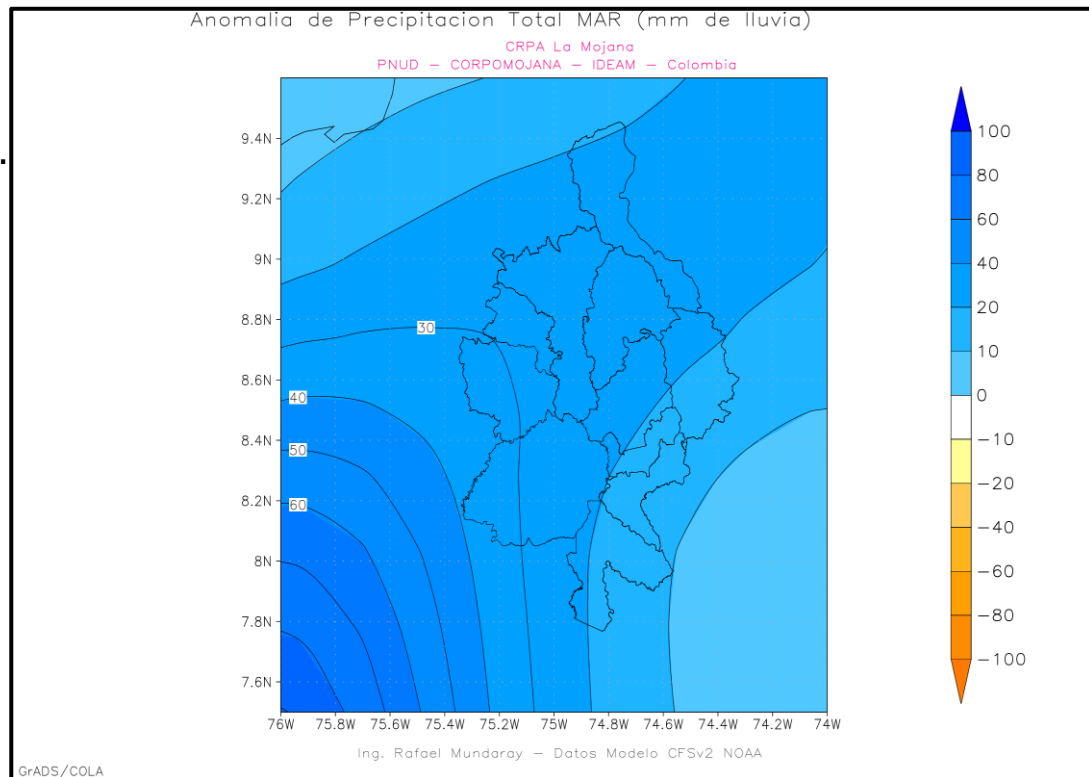 Anomalia de Precipitacion Total MAR (mm de lluvia)
CRPA La Mojana
PNUD – CORPOMOJANA – IDEAM – Colombia
9.4N
9.2N
9N
8.8N
8.6N
8.4N
8.2N
8N
7.8N
7.6N
30
40
50
60
76W 75.8W 75.6W 75.4W 75.2W 75W 74.8W 74.6W 74.4W 74.2W 74W
100
80
60
40
20
10
0
−10
−20
−40
−60
−80
−100
Ing. Rafael Mundaray – Datos Modelo CFSv2 NOAA
GrADS/COLA